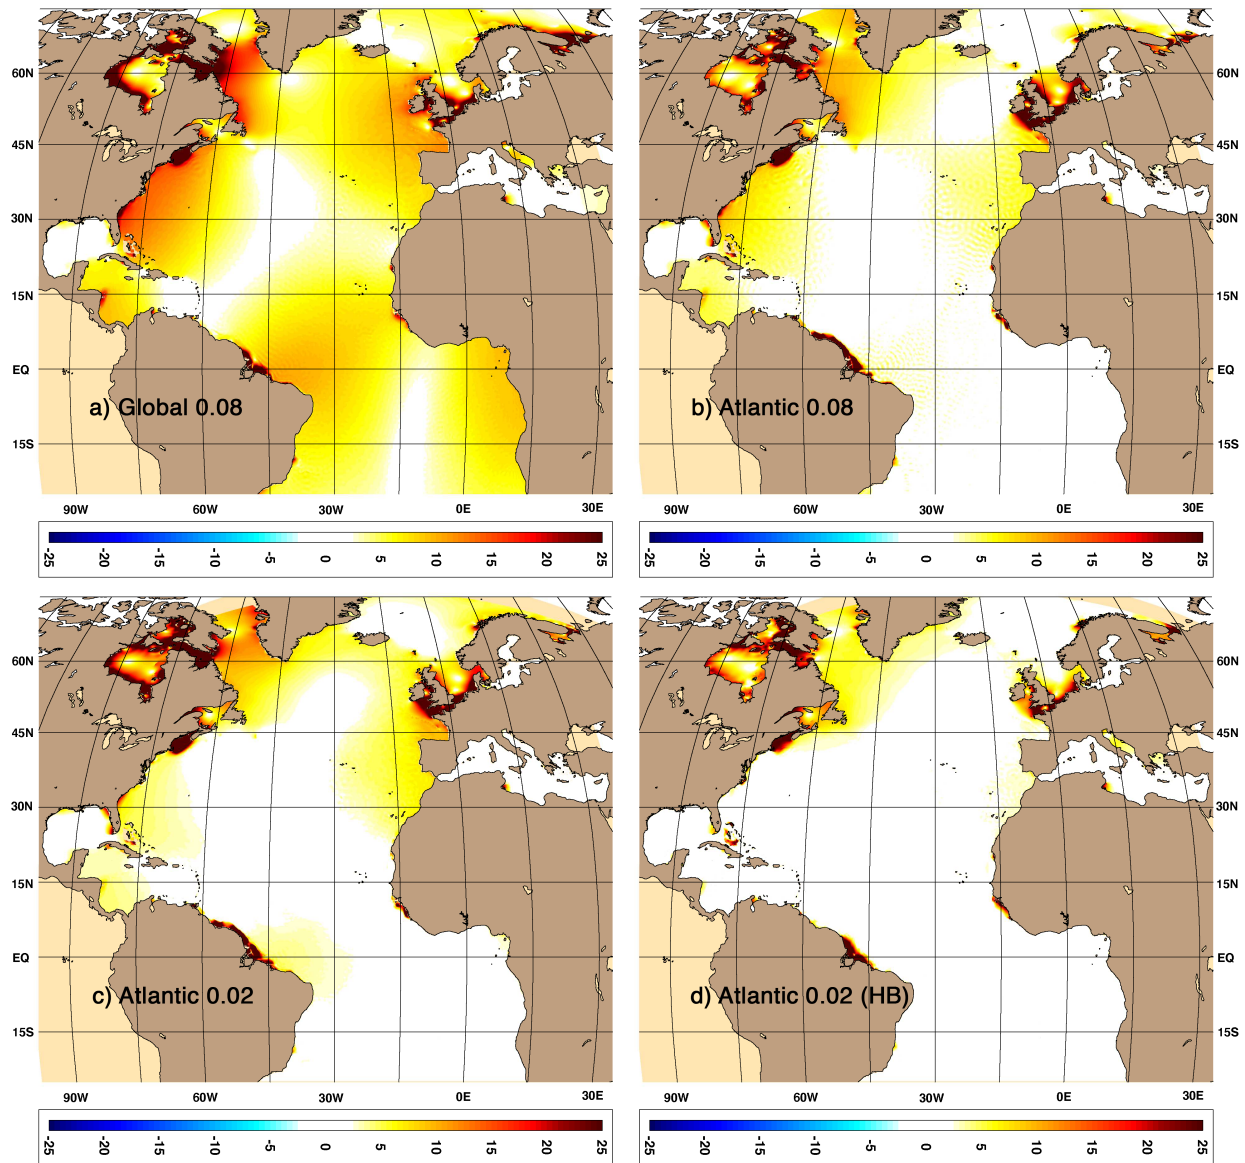 60N 60N
45N 45N
30N 30N
15N 15N
EQ EQ
a) Global 0.08 b) Atlantic 0.08
15S 15S
90W 60W 30W 0E 30E 90W 60W 30W 0E 30E
-25 -20 -15 -10 -5 0 5 10 15 20 25 -25 -20 -15 -10 -5 0 5 10 15 20 25
60N 60N
45N 45N
30N 30N
15N 15N
EQ EQ
c) Atlantic 0.02 d) Atlantic 0.02 (HB)
15S 15S
90W 60W 30W 0E 30E 90W 60W 30W 0E 30E
-25 -20 -15 -10 -5 0 5 10 15 20 25 -25 -20 -15 -10 -5 0 5 10 15 20 25